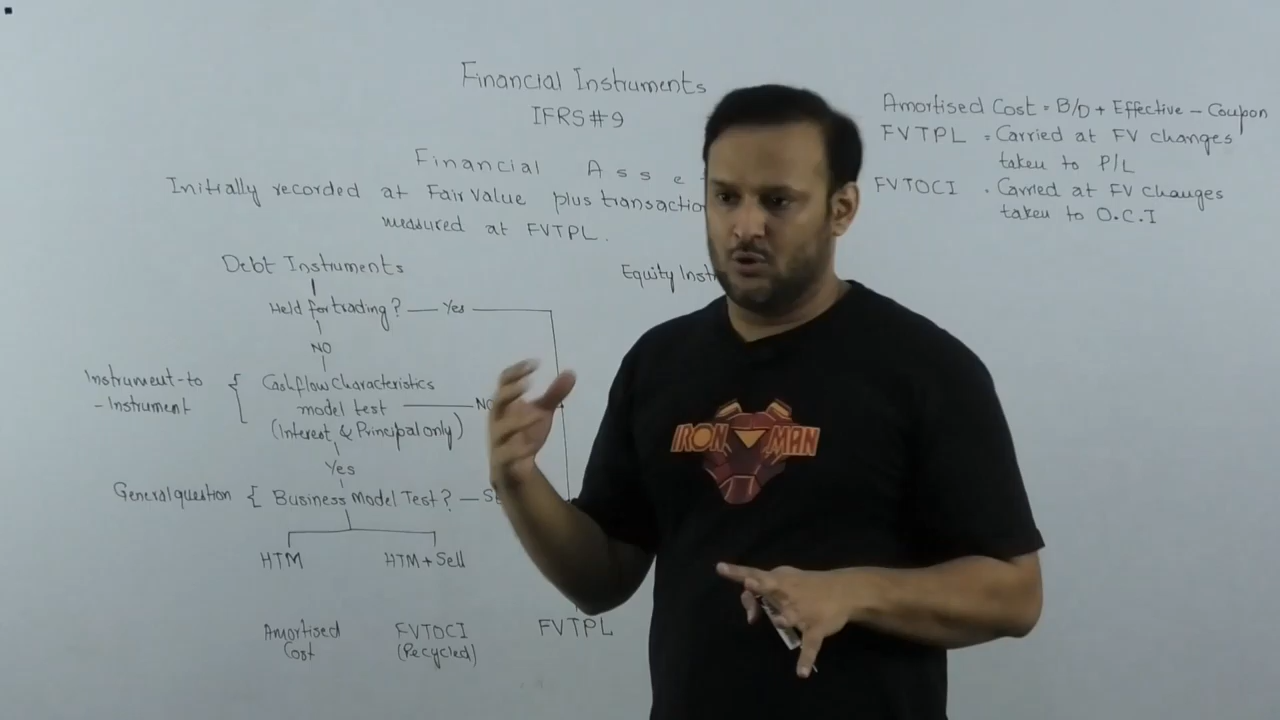 Financial Instruments
IFRS#9
Financial Asse
Initially recorded at Fair Value plus
measured at FVTPL.
Amortised Cost = B/D + Effective - Coupon
FVTPL = Carried at FV changes
taken to P/L
FVTOCI . Carried at FV changes
taken to O.C.I
Debt Instruments
Equity
Held for trading? Yes
NO
Instrument-to
-Instrument
Cashflow Characteristics
model test NO
(Interest & Principal only)
Yes
General question
Business Model Test?
HTM HTM+Sell
Amortised
Cost
FVTOCI
(Recycled)
FVTPL
IRON MAN